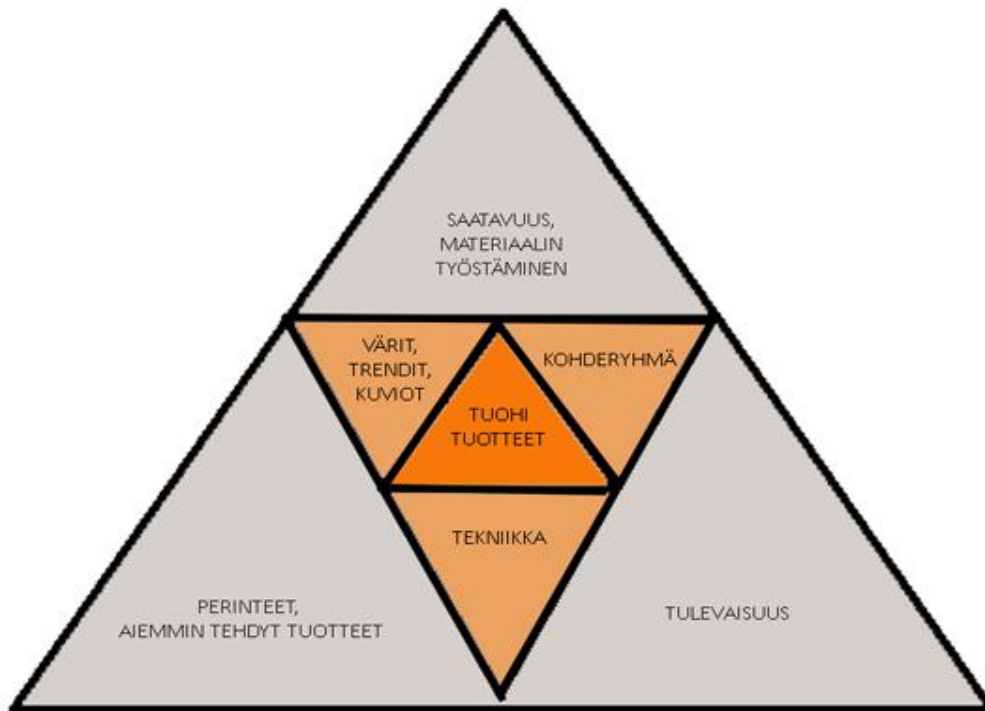 SAATAVUUS,
MATERIAALIN
TYÖSTÄMINEN
VÄRIT,
TRENDIT,
KUVIOT
KOHDERYHMÄ
TUOHI
TUOTTEET
TEKNIIKKA
PERINTEET,
AIEMMIN TEHDYT TUOTTEET
TULEVAISUUS